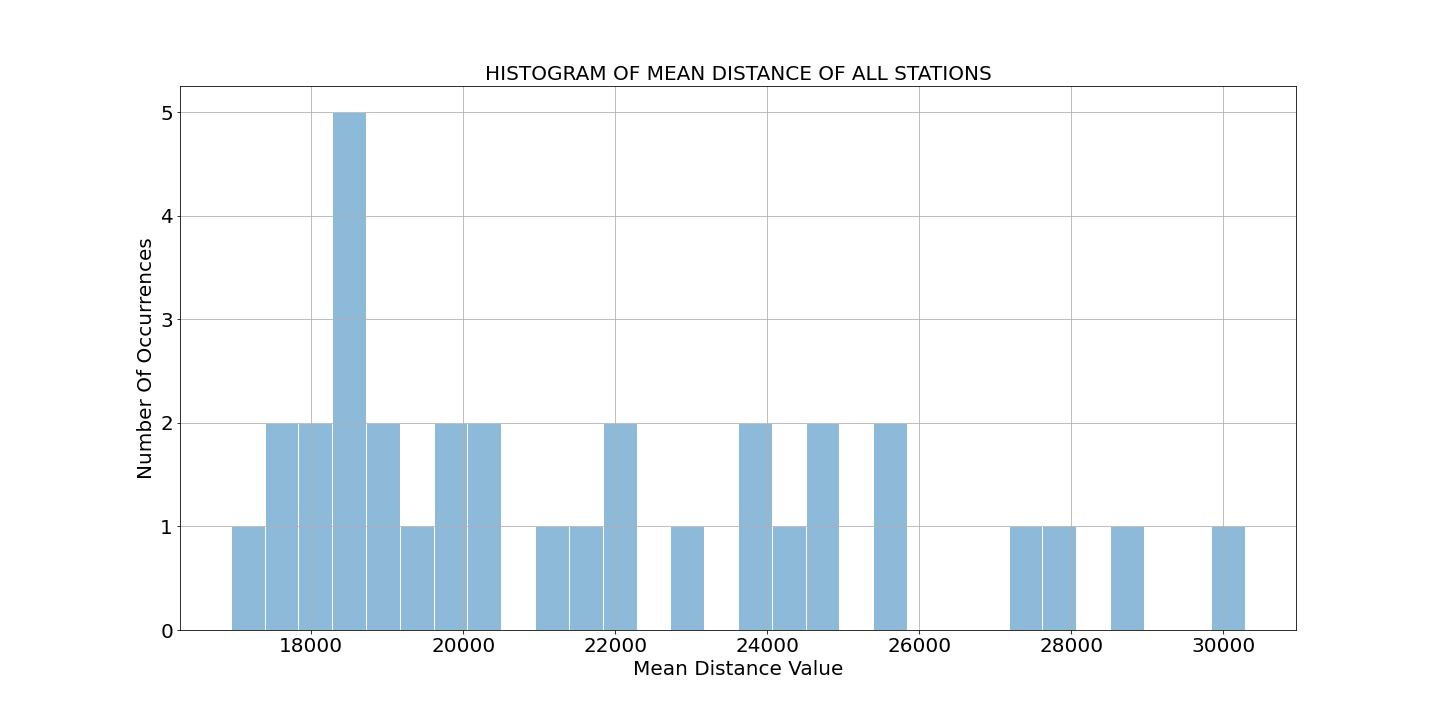 HISTOGRAM OF MEAN DISTANCE OF ALL STATIONS
Number Of Occurrences
5
4
3
2
1
0
18000 20000 22000 24000 26000 28000 30000
Mean Distance Value